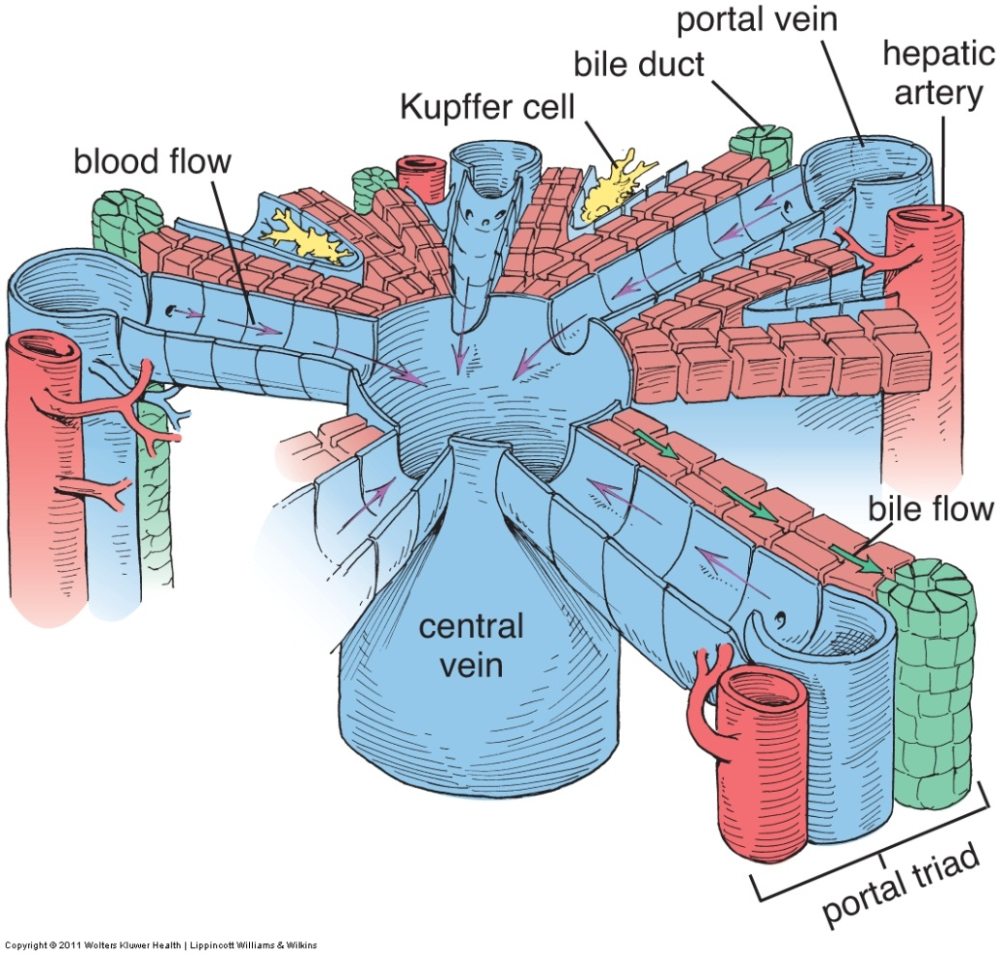 portal vein
bile duct
hepatic
artery
Kupffer cell
blood flow
bile flow
central
vein
portal triad
Copyright © 2011 Wolters Kluwer Health | Lippincott Williams & Wilkins